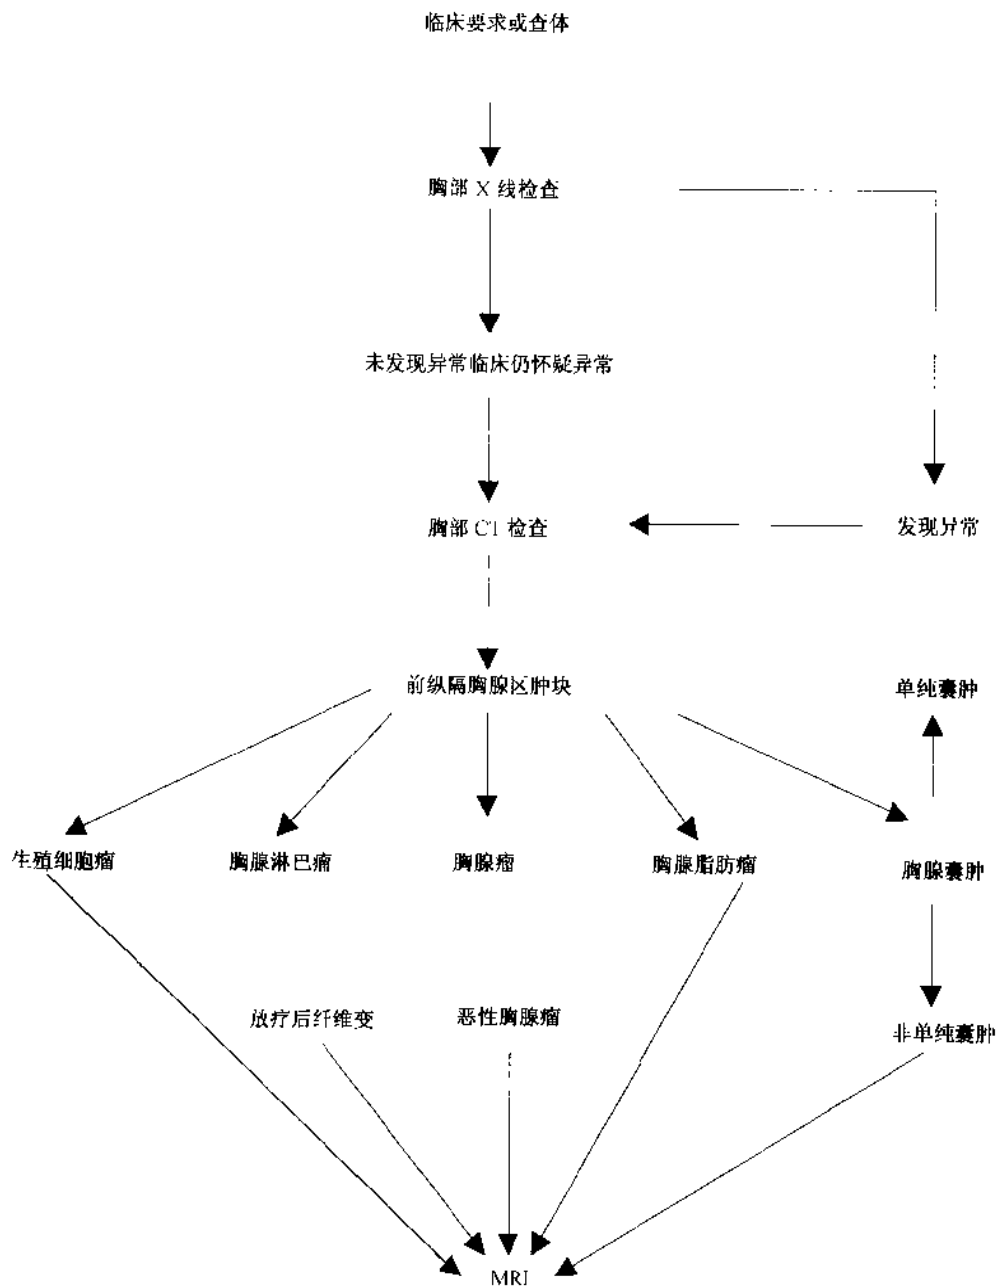 临床要求或查体
胸部 X 线检查
未发现异常临床仍怀疑异常
胸部 CT 检查
发现异常
前纵隔胸腺区肿块
单纯囊肿
生殖细胞瘤
胸腺淋巴瘤
胸腺瘤
胸腺脂肪瘤
胸腺囊肿
放疗后纤维变
恶性胸腺瘤
非单纯囊肿
MRI